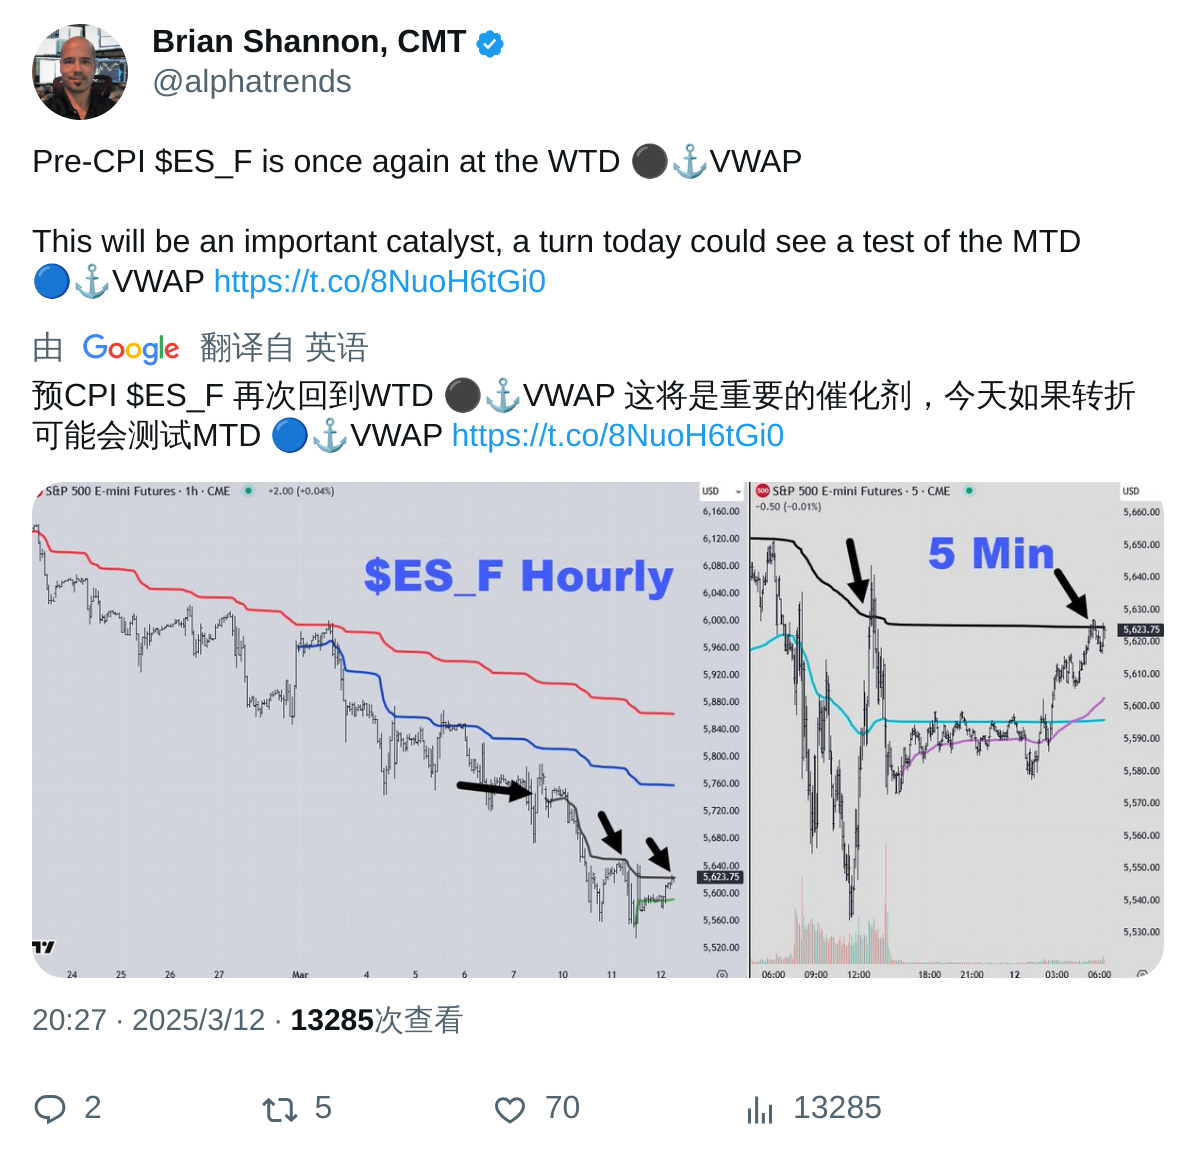 Brian Shannon, CMT
@alphatrends
Pre-CPI $ES_F is once again at the WTD ⚫⚓VWAP
This will be an important catalyst, a turn today could see a test of the MTD
🔵⚓VWAP https://t.co/8NuoH6tGi0
由 Google 翻译自 英语
预CPI $ES_F 再次回到WTD ⚫⚓VWAP 这将是重要的催化剂，今天如果转折
可能会测试MTD 🔵⚓VWAP https://t.co/8NuoH6tGi0
S&P 500 E-mini Futures · 1h · CME +2.00 (+0.04%)
USD
$ES_F Hourly
6,160.00
6,120.00
6,080.00
6,040.00
6,000.00
5,960.00
5,920.00
5,880.00
5,840.00
5,800.00
5,760.00
5,720.00
5,680.00
5,640.00
5,623.75
5,600.00
5,560.00
5,520.00
24 25 26 27 Mar 4 5 6 7 10 11 12
500 S&P 500 E-mini Futures · 5 · CME
USD
-0.50 (-0.01%)
5 Min
5,660.00
5,650.00
5,640.00
5,630.00
5,623.75
5,620.00
5,610.00
5,600.00
5,590.00
5,580.00
5,570.00
5,560.00
5,550.00
5,540.00
5,530.00
06:00 09:00 12:00 18:00 21:00 12 03:00 06:00
20:27 · 2025/3/12 · 13285次查看
2 5 70 13285